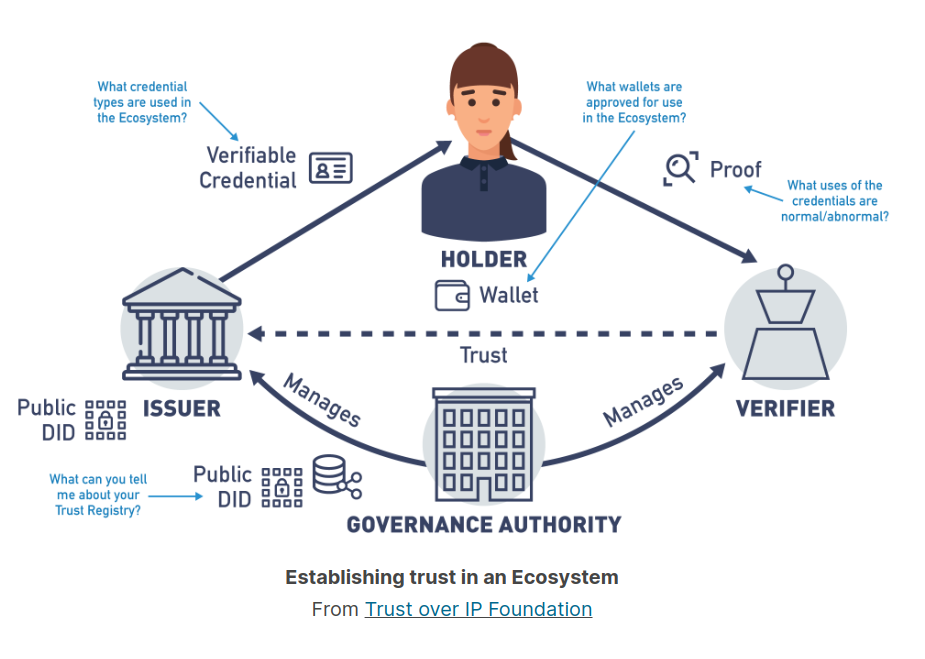 What credential
types are used in
the Ecosystem?
What wallets are
approved for use
in the Ecosystem?
Verifiable
Credential
Proof
What uses of the
credentials are
normal/abnormal?
HOLDER
Wallet
Trust
Manages
Manages
Public
DID
ISSUER
VERIFIER
What can you tell
me about your
Trust Registry?
Public
DID
GOVERNANCE AUTHORITY
Establishing trust in an Ecosystem
From Trust over IP Foundation